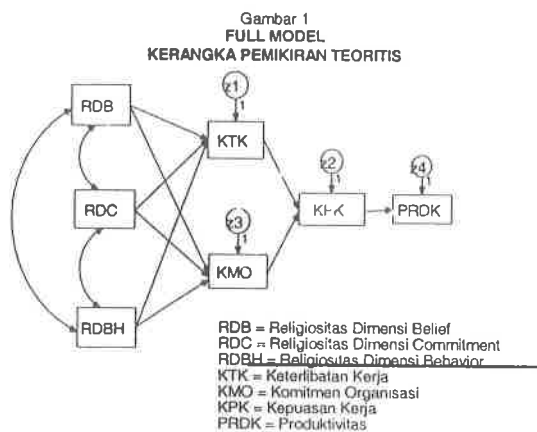 Gambar 1
FULL MODEL
KERANGKA PEMIKIRAN TEORITIS
z1
1
RDB
KTK
z2
1
z4
1
RDC
z3
1
KPK
PRDK
KMO
RDBH
RDB = Religiositas Dimensi Belief
RDC = Religiositas Dimensi Commitment
RDBH = Religiositas Dimensi Behavior
KTK = Keterlibatan Kerja
KMO = Komitmen Organisasi
KPK = Kepuasan Kerja
PRDK = Produktivitas